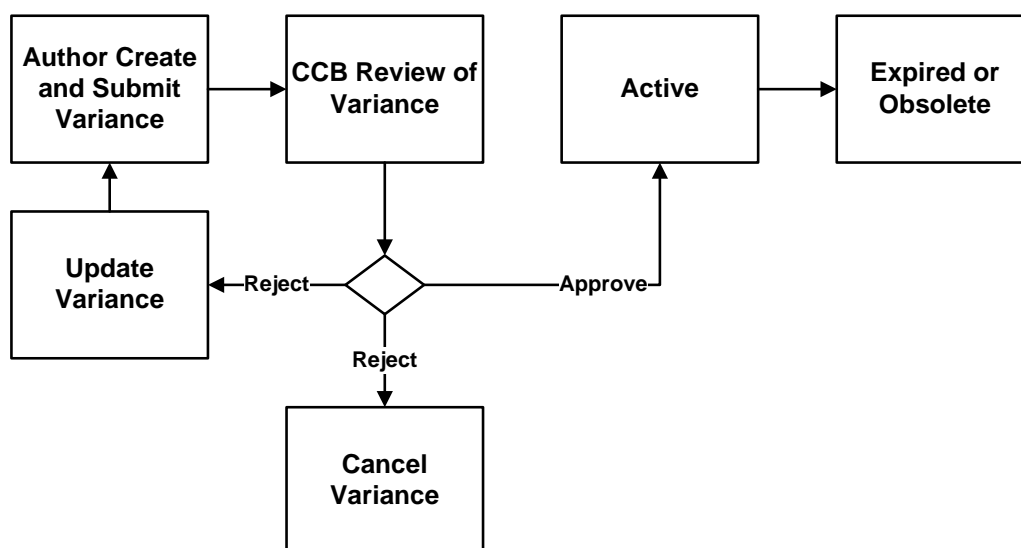 Author Create
and Submit
Variance
CCB Review of
Variance
Active
Expired or
Obsolete
Update
Variance
Reject
Approve
Reject
Cancel
Variance